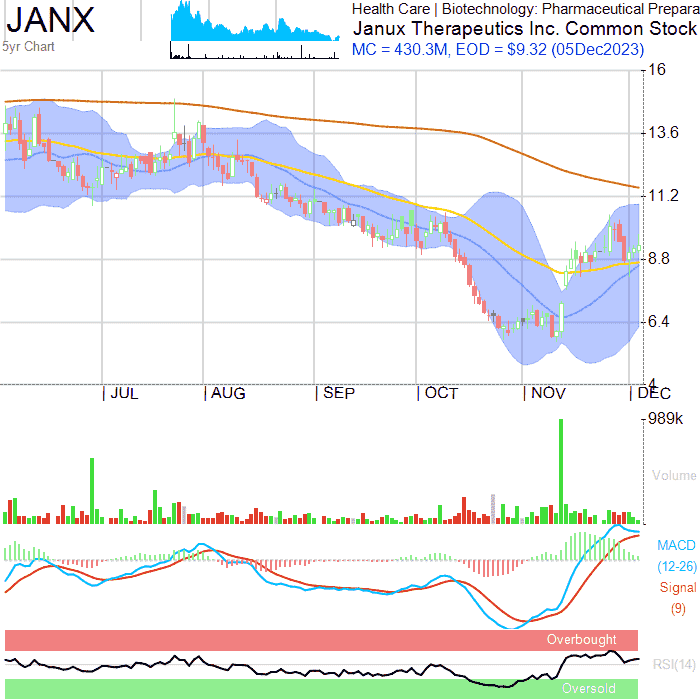 JANX
5yr Chart
Health Care | Biotechnology: Pharmaceutical Prepara
Janux Therapeutics Inc. Common Stock
MC = 430.3M, EOD = $9.32 (05Dec2023)
16
13.6
11.2
8.8
6.4
4
JUL AUG SEP OCT NOV DEC
989k
Volume
MACD
(12-26)
Signal
(9)
Overbought
RSI(14)
Oversold